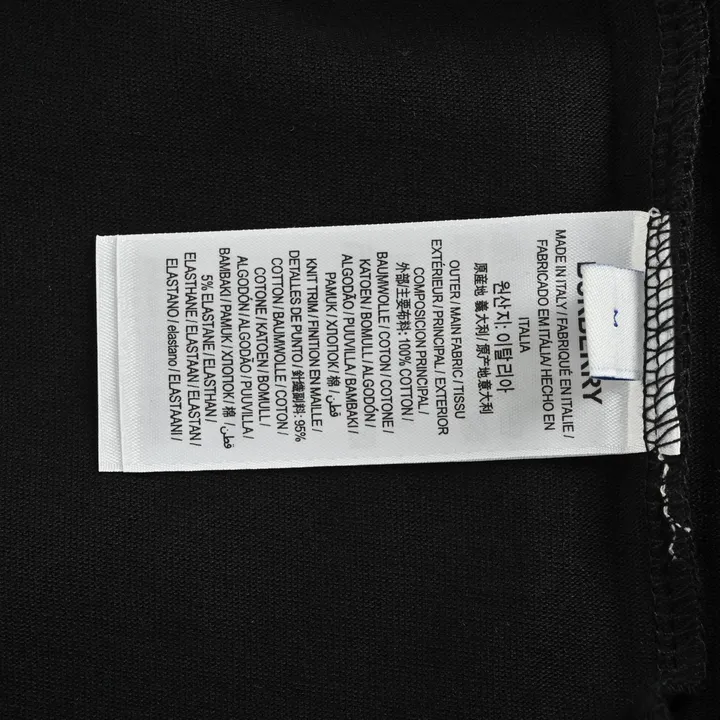 BURBERRY
MADE IN ITALY / FABRIQUÉ EN ITALIE /
FABRICADO EM ITÁLIA / HECHO EN
ITALIA
원산지: 이탈리아
原産地 義大利 / 原产地意大利
OUTER / MAIN FABRIC / TISSU
EXTÉRIEUR / PRINCIPAL / EXTERIOR
COMPOSICION PRINCIPAL /
外部/主要布料: 100% COTTON /
BAUMWOLLE / COTON / COTONE /
KATOEN / BOMULL / ALGODÓN /
ALGODÃO / PUUVILLA / BAMBAKI /
PAMUK / ХЛОПОК / 棉 / قطن
KNIT TRIM / FINITION EN MAILLE /
DETALLES DE PUNTO / 針織副料: 95%
COTTON / BAUMWOLLE / COTON /
COTONE / KATOEN / BOMULL /
ALGODÓN / ALGODÃO / PUUVILLA /
BAMBAKI / PAMUK / ХЛОПОК / 棉 / قطن
5% ELASTANE / ELASTHAN /
ELASTHANE / ELASTAAN / ELASTAN /
ELASTANO / elastano / ELASTAANI /